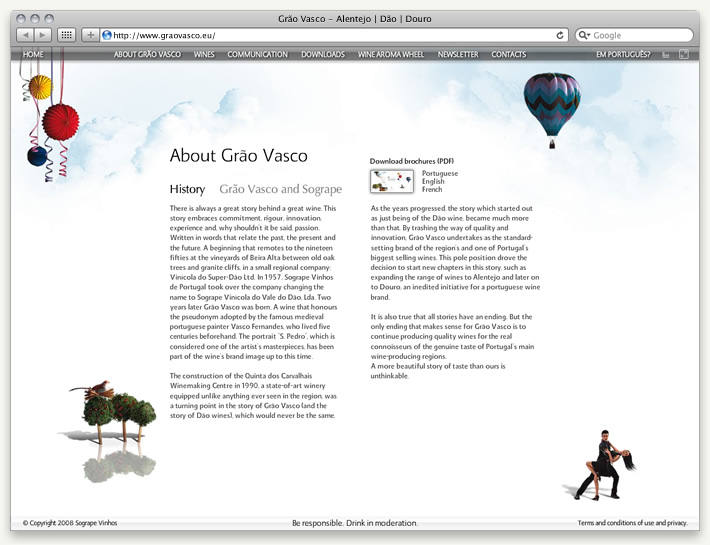 Grão Vasco – Alentejo | Dão | Douro
http://www.graovasco.eu/
Google
HOME
ABOUT GRÃO VASCO
WINES
COMMUNICATION
DOWNLOADS
WINE AROMA WHEEL
NEWSLETTER
CONTACTS
EM PORTUGUÊS?
About Grão Vasco
History
Grão Vasco and Sogrape
There is always a great story behind a great wine. This
story embraces commitment, rigour, innovation,
experience and, why shouldn't it be said, passion.
Written in words that relate the past, the present and
the future. A beginning that remotes to the nineteen
fifties at the vineyards of Beira Alta between old oak
trees and granite cliffs, in a small regional company:
Vinícola do Super-Dão Ltd. In 1957, Sogrape Vinhos
de Portugal took over the company changing the
name to Sogrape Vinícola do Vale do Dão, Lda. Two
years later Grão Vasco was born. A wine that honours
the pseudonym adopted by the famous medieval
portuguese painter Vasco Fernandes, who lived five
centuries beforehand. The portrait "S. Pedro", which is
considered one of the artist's masterpieces, has been
part of the wine's brand image up to this time.
The construction of the Quinta dos Carvalhais
Winemaking Centre in 1990, a state-of-art winery
equipped unlike anything ever seen in the region, was
a turning point in the story of Grão Vasco (and the
story of Dão wines), which would never be the same.
Download brochures (PDF)
Portuguese
English
French
As the years progressed, the story which started out
as just being of the Dão wine, became much more
than that. By trashing the way of quality and
innovation, Grão Vasco undertakes as the standard-
setting brand of the region's and one of Portugal's
biggest selling wines. This pole position drove the
decision to start new chapters in this story, such as
expanding the range of wines to Alentejo and later on
to Douro, an inedited initiative for a portuguese wine
brand.
It is also true that all stories have an ending. But the
only ending that makes sense for Grão Vasco is to
continue producing quality wines for the real
connoisseurs of the genuine taste of Portugal's main
wine-producing regions.
A more beautiful story of taste than ours is
unthinkable.
© Copyright 2008 Sogrape Vinhos
Be responsible. Drink in moderation.
Terms and conditions of use and privacy.